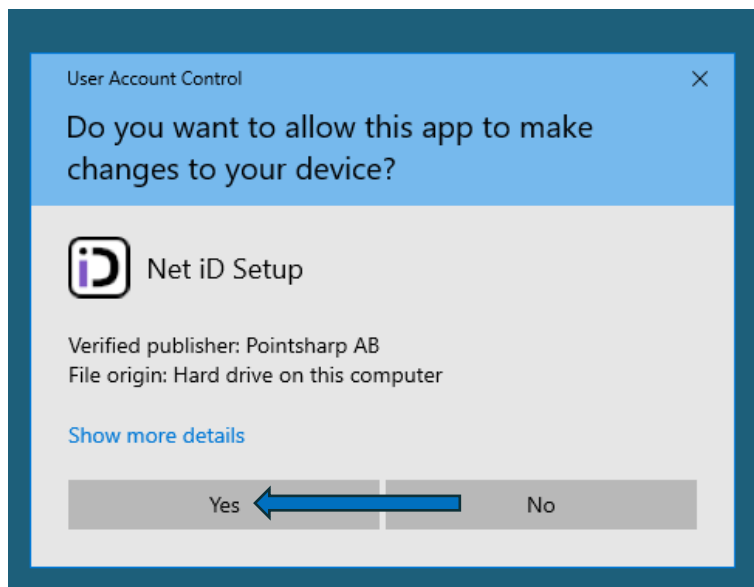 User Account Control
Do you want to allow this app to make
changes to your device?
iD
Net iD Setup
Verified publisher: Pointsharp AB
File origin: Hard drive on this computer
Show more details
Yes
No